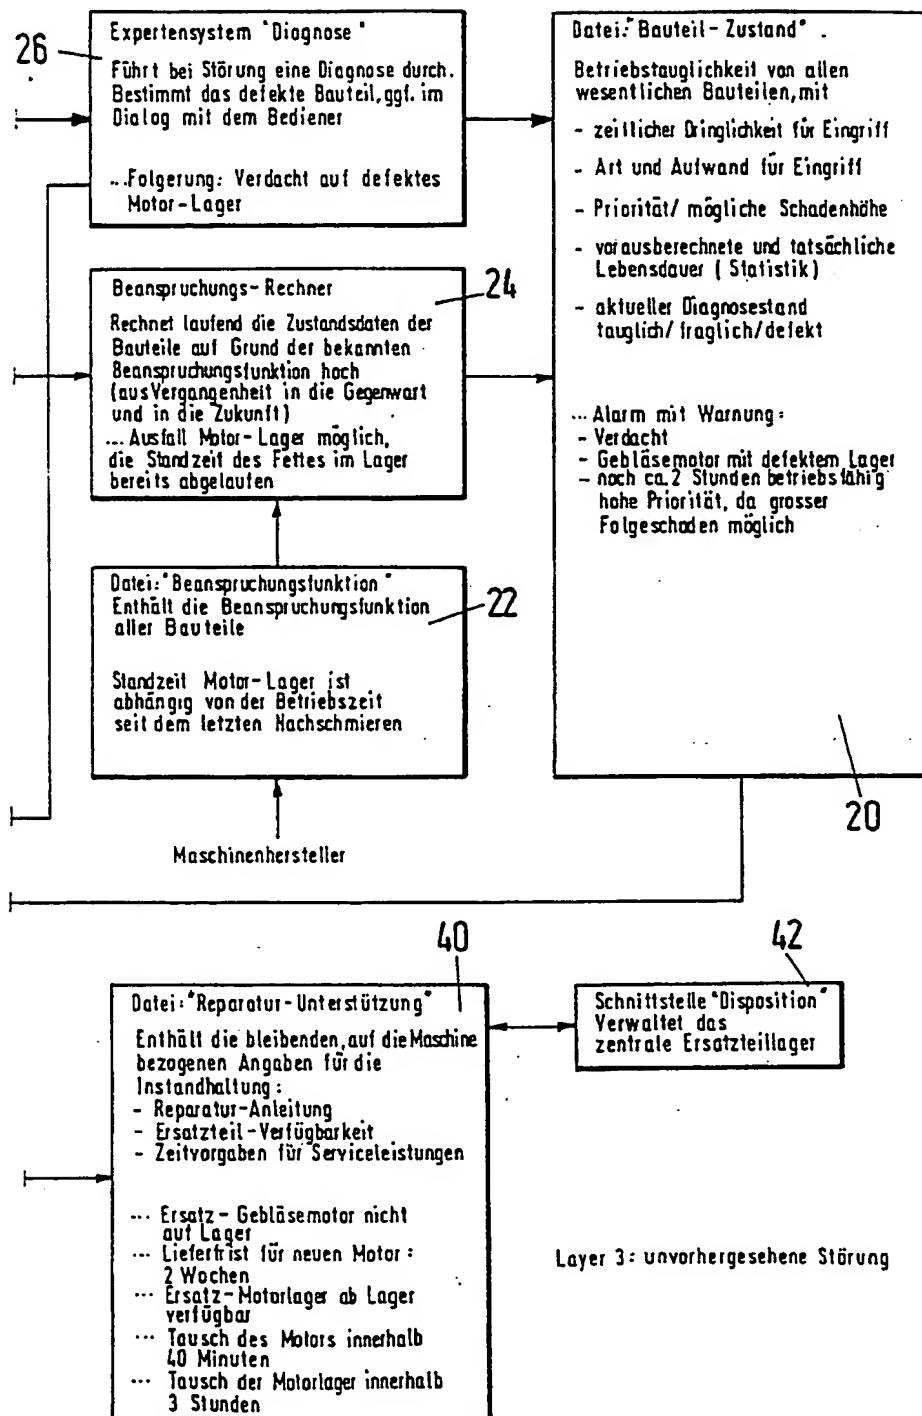 26
Expertensystem "Diagnose"
Führt bei Störung eine Diagnose durch.
Bestimmt das defekte Bauteil, ggf. im
Dialog mit dem Bediener
... Folgerung: Verdacht auf defektes
Motor-Lager
Beanspruchungs-Rechner
24
Rechnet laufend die Zustandsdaten der
Bauteile auf Grund der bekannten
Beanspruchungsfunktion hoch
(aus Vergangenheit in die Gegenwart
und in die Zukunft)
... Ausfall Motor-Lager möglich,
die Standzeit des Fettes im Lager
bereits abgelaufen
Datei: "Beanspruchungsfunktion"
Enthält die Beanspruchungsfunktion
aller Bauteile
22
Standzeit Motor-Lager ist
abhängig von der Betriebszeit
seit dem letzten Nachschmieren
Maschinenhersteller
Datei: "Bauteil-Zustand".
Betriebstauglichkeit von allen
wesentlichen Bauteilen, mit
- zeitlicher Dringlichkeit für Eingriff
- Art und Aufwand für Eingriff
- Priorität/ mögliche Schadenhöhe
- vorausberechnete und tatsächliche
Lebensdauer (Statistik)
- aktueller Diagnosestand
tauglich/fraglich/defekt
... Alarm mit Warnung:
- Verdacht
- Gebläsemotor mit defektem Lager
- noch ca. 2 Stunden betriebsfähig
hohe Priorität, da grosser
Folgeschaden möglich
20
40
Datei: "Reparatur-Unterstützung"
Enthält die bleibenden, auf die Maschine
bezogenen Angaben für die
Instandhaltung:
- Reparatur-Anleitung
- Ersatzteil-Verfügbarkeit
- Zeitvorgaben für Serviceleistungen
... Ersatz-Gebläsemotor nicht
auf Lager
... Lieferfrist für neuen Motor:
2 Wochen
... Ersatz-Motorlager ab Lager
verfügbar
... Tausch des Motors innerhalb
40 Minuten
... Tausch der Motorlager innerhalb
3 Stunden
42
Schnittstelle "Disposition"
Verwaltet das
zentrale Ersatzteillager
Layer 3: unvorhergesehene Störung